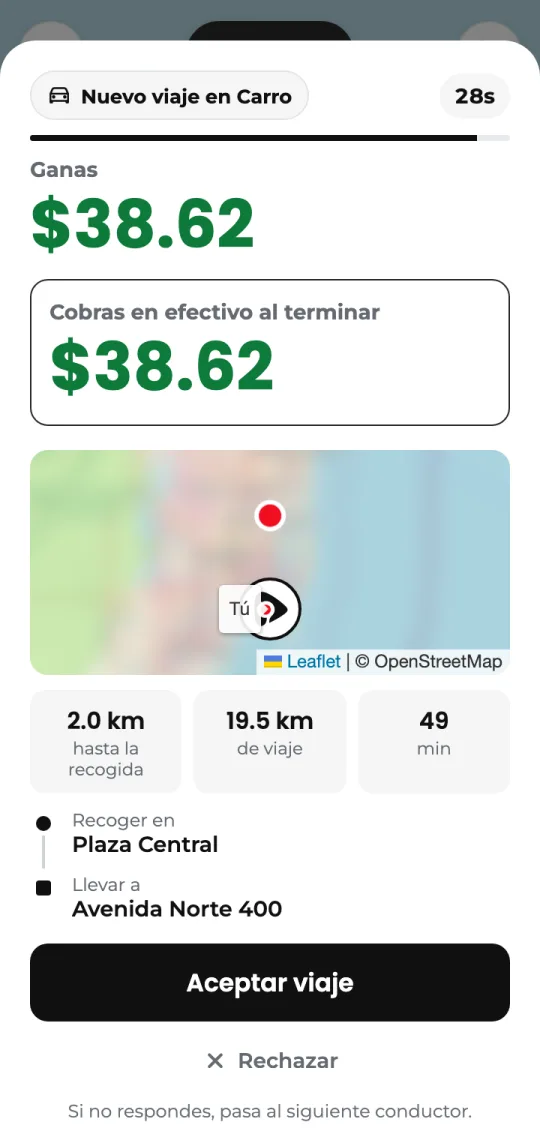 Nuevo viaje en Carro
28s
Ganas
$38.62
Cobras en efectivo al terminar
$38.62
Tú
Leaflet | © OpenStreetMap
2.0 km
hasta la
recogida
19.5 km
de viaje
49
min
Recoger en
Plaza Central
Llevar a
Avenida Norte 400
Aceptar viaje
Rechazar
Si no respondes, pasa al siguiente conductor.